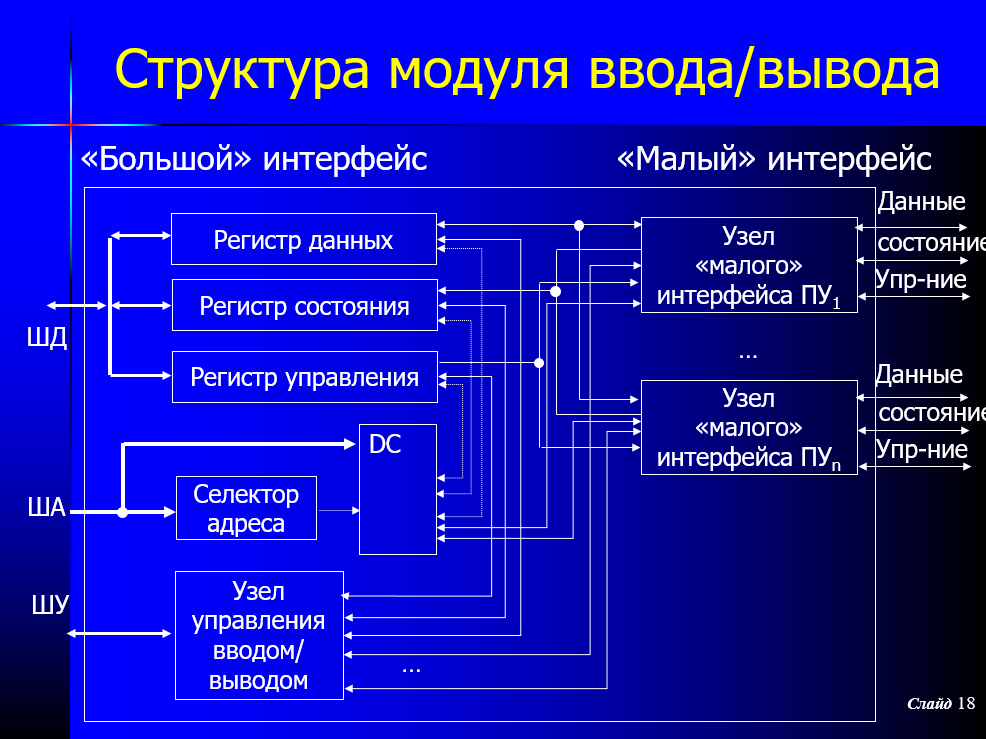 Структура модуля ввода/вывода
«Большой» интерфейс
«Малый» интерфейс
Данные
состояние
Упр-ние
Регистр данных
Узел
«малого»
интерфейса ПУ1
Регистр состояния
ШД
...
Регистр управления
Данные
состояние
Упр-ние
Узел
«малого»
интерфейса ПУn
DC
ША
Селектор
адреса
ШУ
Узел
управления
вводом/
выводом
...
Слайд 18